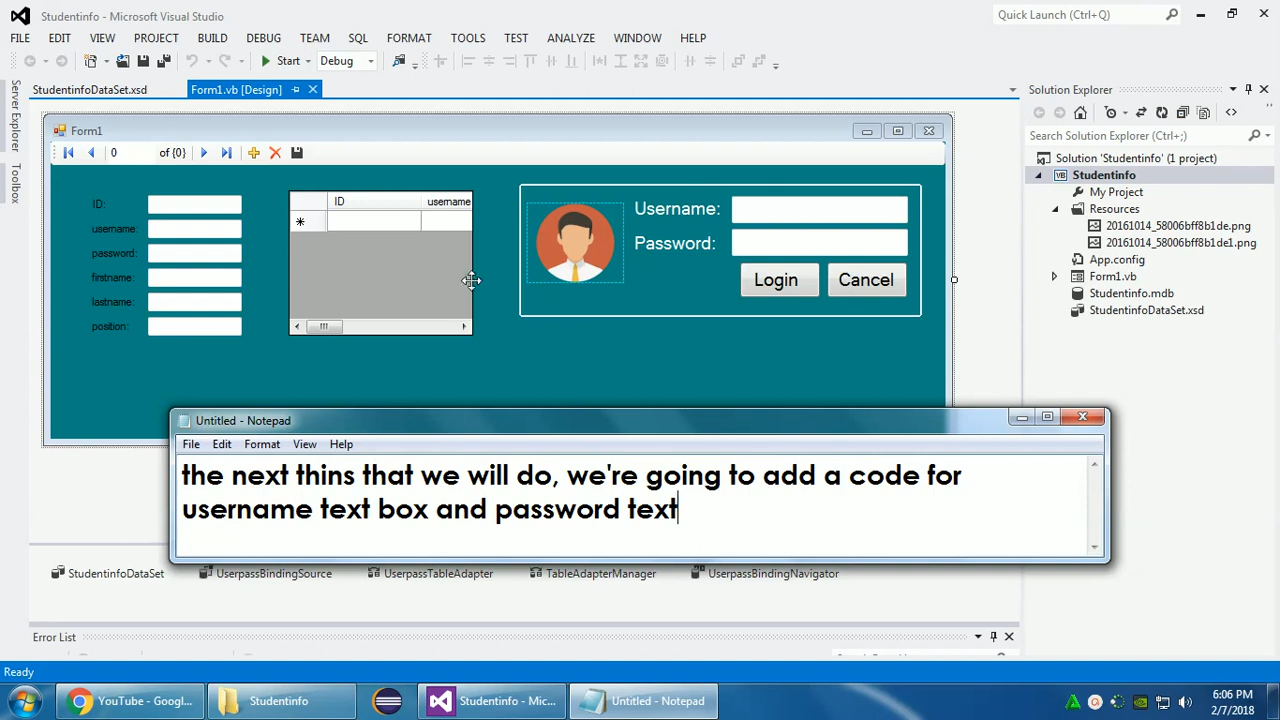 Studentinfo - Microsoft Visual Studio
Quick Launch (Ctrl+Q)
FILE EDIT VIEW PROJECT BUILD DEBUG TEAM SQL FORMAT TOOLS TEST ANALYZE WINDOW HELP
Start Debug
StudentinfoDataSet.xsd Form1.vb [Design]
Solution Explorer
Server Explorer
Toolbox
Form1
0 of {0}
ID:
username:
password:
firstname:
lastname:
position:
ID username
Username:
Password:
Login Cancel
Search Solution Explorer (Ctrl+;)
Solution 'Studentinfo' (1 project)
Studentinfo
My Project
Resources
20161014_58006bff8b1de.png
20161014_58006bff8b1de1.png
App.config
Form1.vb
Studentinfo.mdb
StudentinfoDataSet.xsd
Untitled - Notepad
File Edit Format View Help
the next thins that we will do, we're going to add a code for
username text box and password text
StudentinfoDataSet UserpassBindingSource UserpassTableAdapter TableAdapterManager UserpassBindingNavigator
Error List
Ready
YouTube - Googl... Studentinfo Studentinfo - Mic... Untitled - Notepad
6:06 PM
2/7/2018